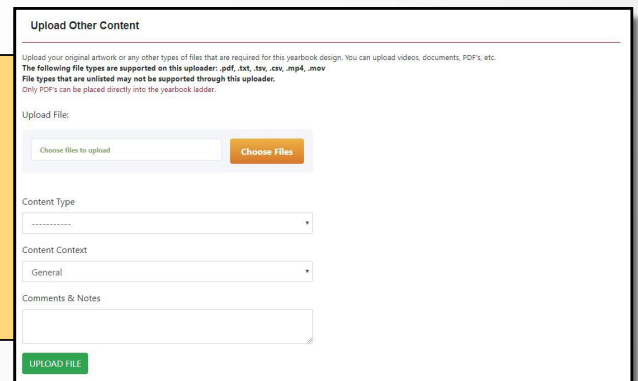 Upload Other Content
Upload your original artwork or any other types of files that are required for this yearbook design. You can upload videos, documents, PDF's, etc.
The following file types are supported on this uploader: .pdf, .txt, .tsv, .csv, .mp4, .mov
File types that are unlisted may not be supported through this uploader.
Only PDF's can be placed directly into the yearbook ladder.
Upload File:
Choose files to upload Choose Files
Content Type
-----------
Content Context
General
Comments & Notes
UPLOAD FILE